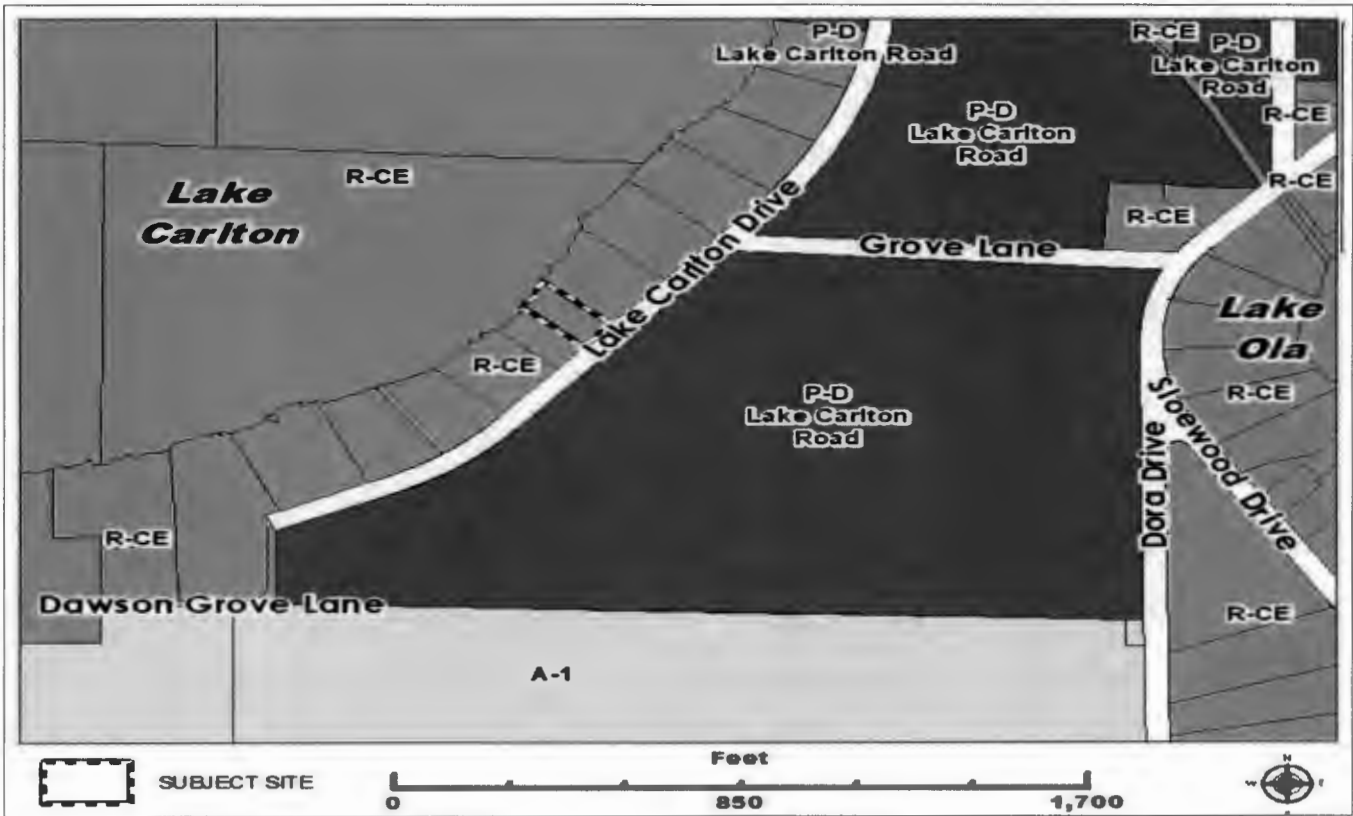 P-D
Lake Carlton Road
R-CE
P-D
Lake Carlton
Road
P-D
Lake Carlton
Road
R-CE
R-CE
Lake
Carlton
R-CE
R-CE
Lake Carlton Drive
Grove Lane
Lake
Ola
R-CE
R-CE
P-D
Lake Carlton
Road
Sloewood Drive
Dora Drive
R-CE
Dawson Grove Lane
R-CE
A-1
SUBJECT SITE
Feet
0
850
1,700
N
W
E
S